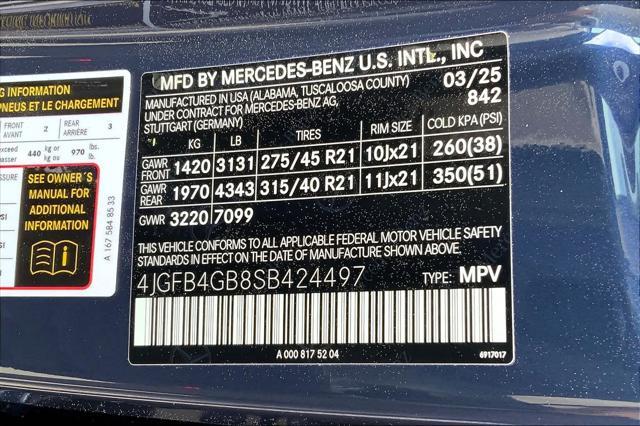 G INFORMATION
PNEUS ET LE CHARGEMENT
FRONT
AVANT 2 REAR
ARRIÈRE 3
exceed
passer 440 kg or
ou 970 lbs.
lb.
SEE OWNER'S
MANUAL FOR
ADDITIONAL
INFORMATION
A 167 584 85 33
MFD BY MERCEDES-BENZ U.S. INTL., INC
MANUFACTURED IN USA (ALABAMA, TUSCALOOSA COUNTY) 03/25
UNDER CONTRACT FOR MERCEDES-BENZ AG, 842
STUTTGART (GERMANY)
KG LB TIRES RIM SIZE COLD KPA (PSI)
GAWR
FRONT 1420 3131 275/45 R21 10Jx21 260(38)
GAWR
REAR 1970 4343 315/40 R21 11Jx21 350(51)
GVWR 3220 7099
THIS VEHICLE CONFORMS TO ALL APPLICABLE FEDERAL MOTOR VEHICLE SAFETY
STANDARDS IN EFFECT ON THE DATE OF MANUFACTURE SHOWN ABOVE.
4JGFB4GB8SB424497 TYPE: MPV
A 000 817 52 04 6917017